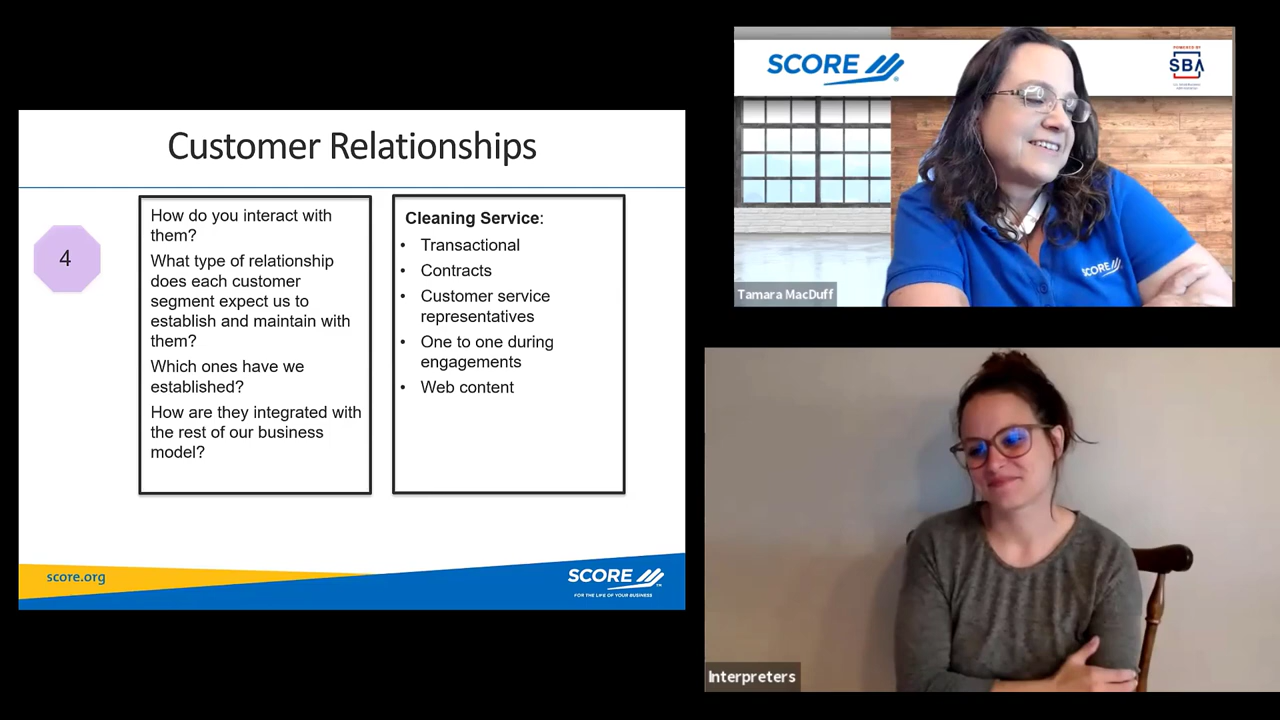 Customer Relationships
4
How do you interact with
them?
What type of relationship
does each customer
segment expect us to
establish and maintain with
them?
Which ones have we
established?
How are they integrated with
the rest of our business
model?
Cleaning Service:
• Transactional
• Contracts
• Customer service
representatives
• One to one during
engagements
• Web content
score.org
SCORE
FOR THE LIFE OF YOUR BUSINESS
SCORE
POWERED BY
SBA
SCORE
Tamara MacDuff
Interpreters